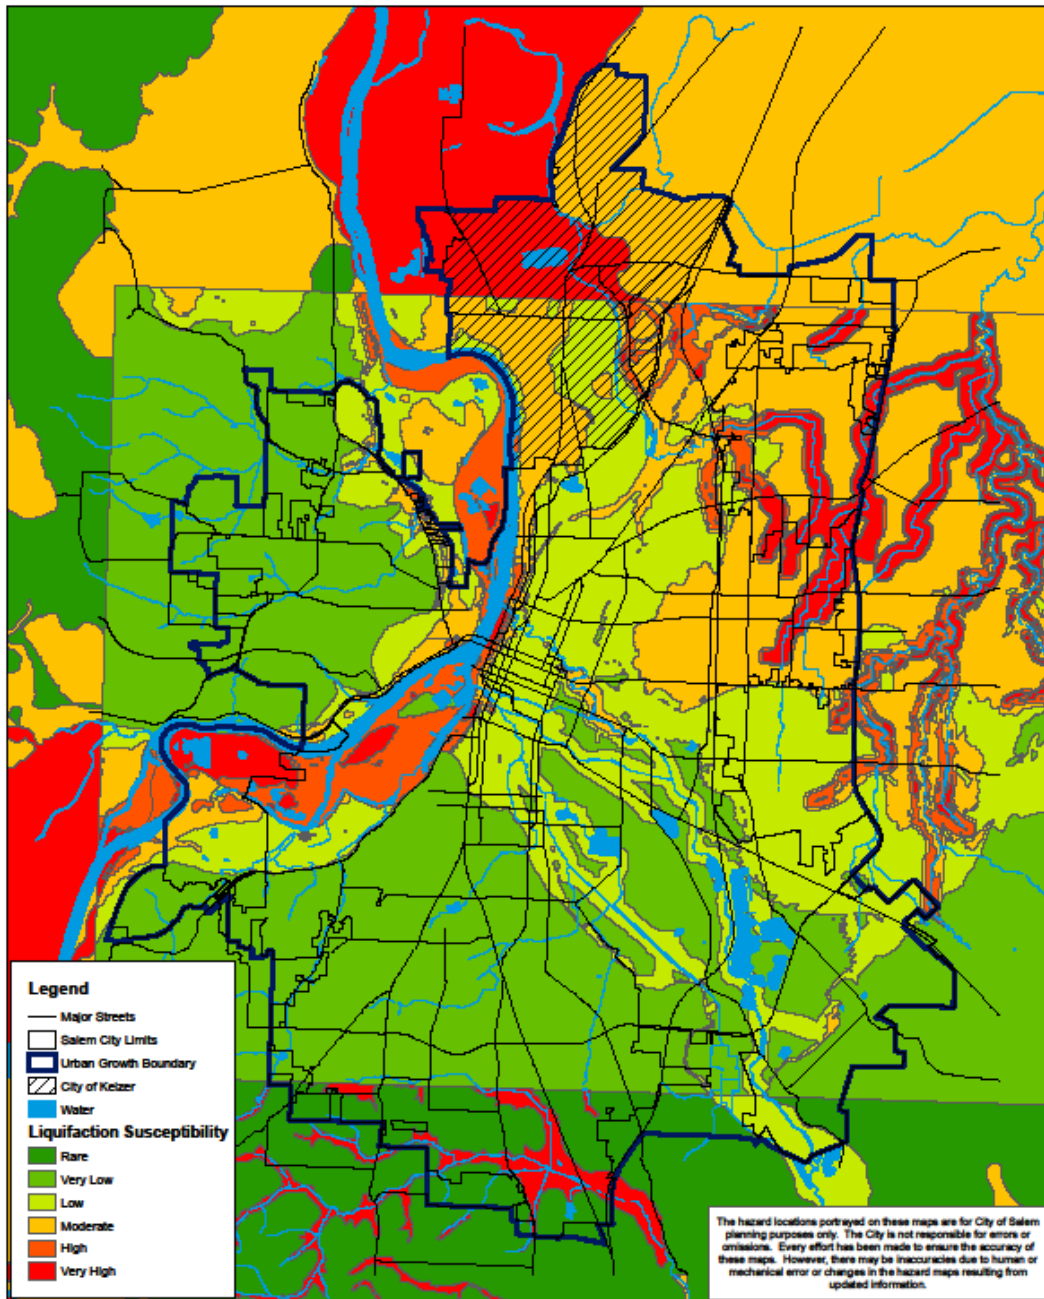 Legend
Major Streets
Salem City Limits
Urban Growth Boundary
City of Keizer
Water
Liquifaction Susceptibility
Rare
Very Low
Low
Moderate
High
Very High
The hazard locations portrayed on these maps are for City of Salem
planning purposes only. The City is not responsible for errors or
omissions. Every effort has been made to ensure the accuracy of
these maps. However, there may be inaccuracies due to human or
mechanical error or changes in the hazard maps resulting from
updated information.